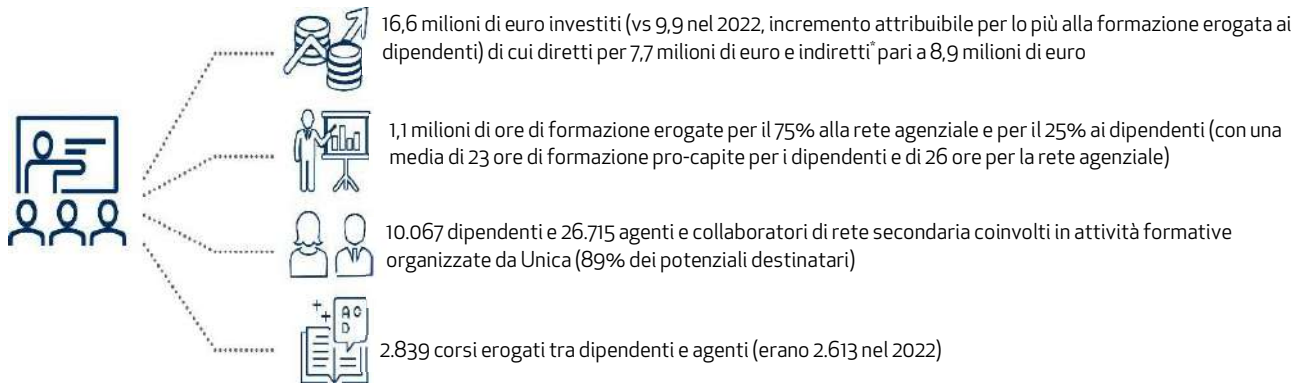 16,6 milioni di euro investiti (vs 9,9 nel 2022, incremento attribuibile per lo più alla formazione erogata ai
dipendenti) di cui diretti per 7,7 milioni di euro e indiretti* pari a 8,9 milioni di euro
1,1 milioni di ore di formazione erogate per il 75% alla rete agenziale e per il 25% ai dipendenti (con una
media di 23 ore di formazione pro-capite per i dipendenti e di 26 ore per la rete agenziale)
10.067 dipendenti e 26.715 agenti e collaboratori di rete secondaria coinvolti in attività formative
organizzate da Unica (89% dei potenziali destinatari)
2.839 corsi erogati tra dipendenti e agenti (erano 2.613 nel 2022)